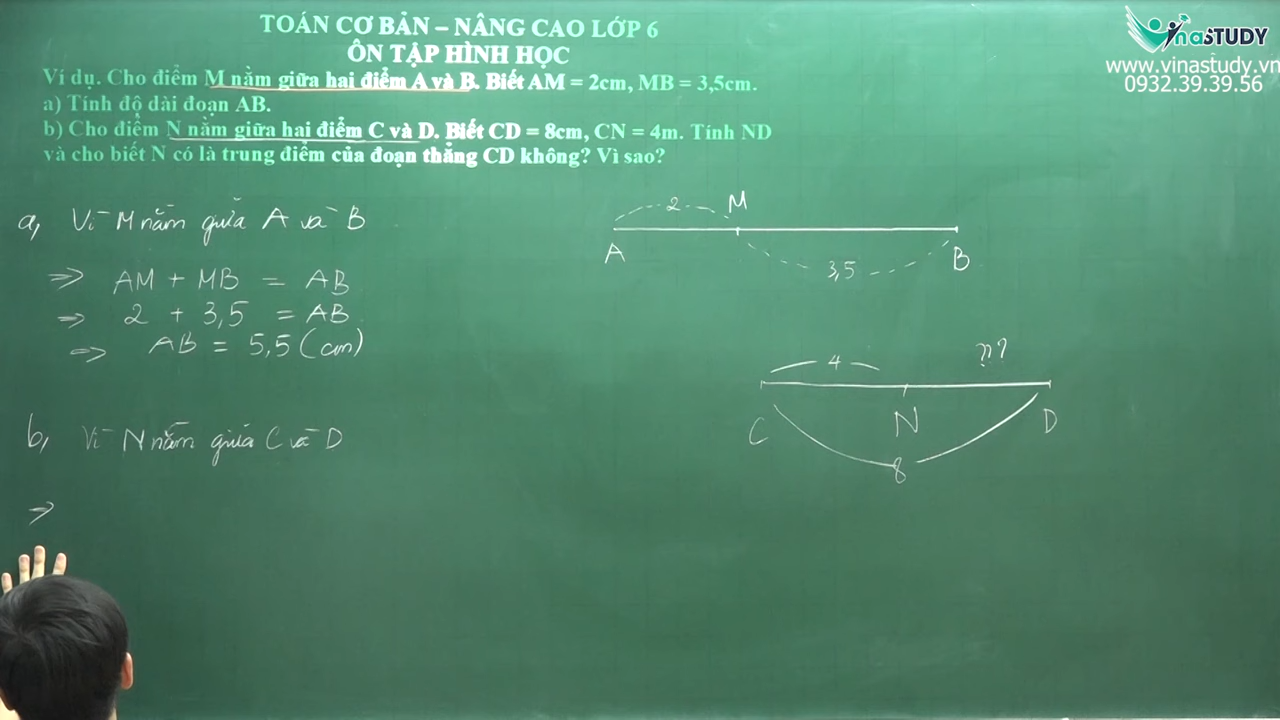 TOÁN CƠ BẢN – NÂNG CAO LỚP 6
ÔN TẬP HÌNH HỌC
Ví dụ. Cho điểm M nằm giữa hai điểm A và B. Biết AM = 2cm, MB = 3,5cm.
a) Tính độ dài đoạn AB.
b) Cho điểm N nằm giữa hai điểm C và D. Biết CD = 8cm, CN = 4m. Tính ND
và cho biết N có là trung điểm của đoạn thẳng CD không? Vì sao?
VinaSTUDY
www.vinastudy.vn
0932.39.39.56
a, Vì M nằm giữa A và B
=> AM + MB = AB
=> 2 + 3,5 = AB
=> AB = 5,5 (cm)
2 M
A 3,5 B
b, Vì N nằm giữa C và D
=>
4 ??
C N D
8